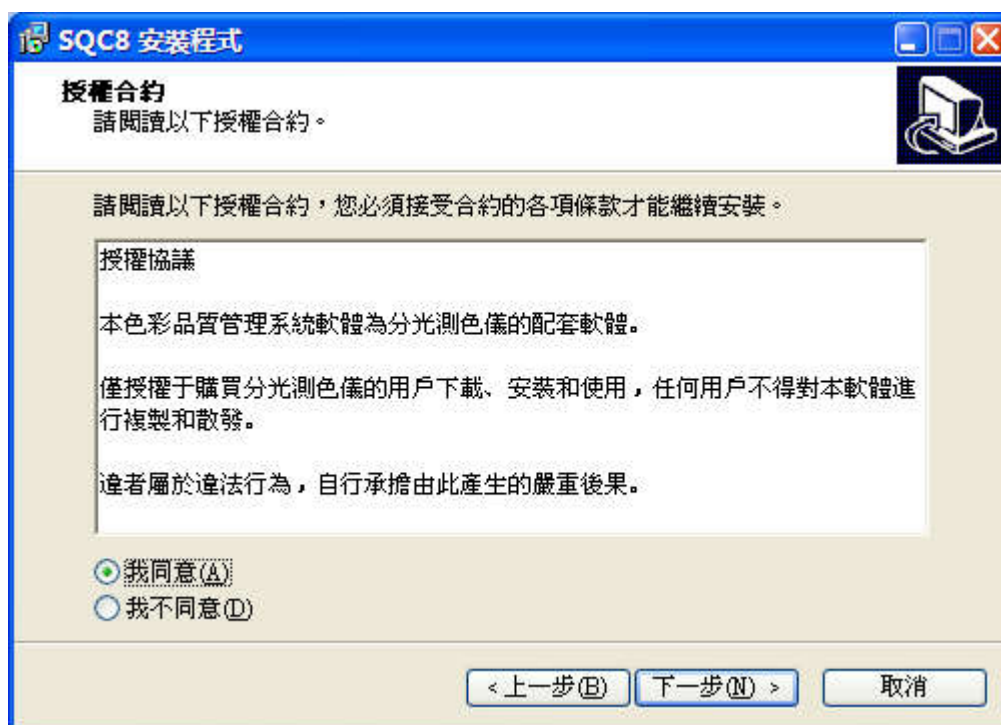 SQC8 安裝程式
授權合約
請閱讀以下授權合約。
請閱讀以下授權合約，您必須接受合約的各項條款才能繼續安裝。
授權協議
本色彩品質管理系統軟體為分光測色儀的配套軟體。
僅授權于購買分光測色儀的用戶下載、安裝和使用，任何用戶不得對本軟體進
行複製和散發。
違者屬於違法行為，自行承擔由此產生的嚴重後果。
我同意(A)
我不同意(D)
<上一步(B) 下一步(N) > 取消